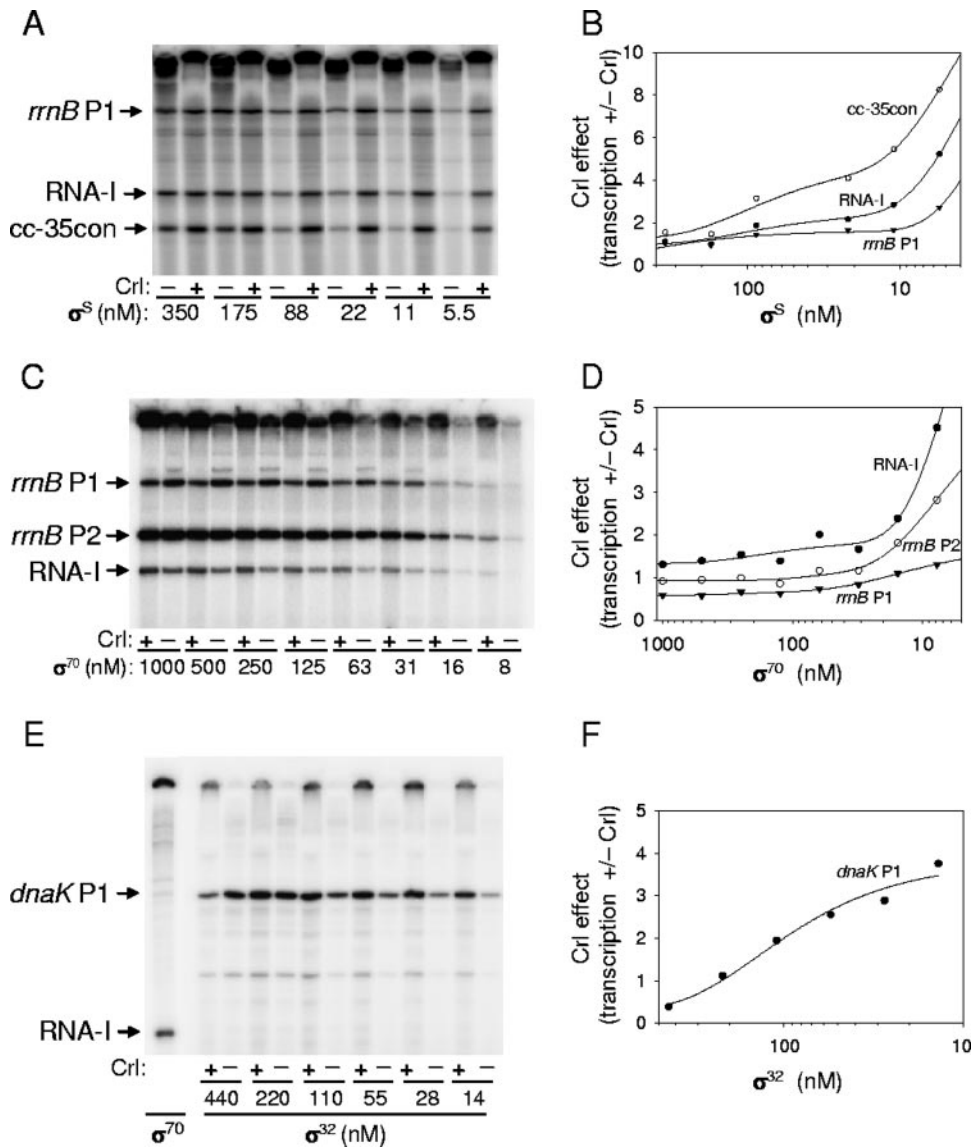 A
rrnB P1
RNA-I
cc-35con
Crl: – + – + – + – + – + – +
σS (nM): 350 175 88 22 11 5.5
B
Crl effect
(transcription +/– Crl)
10
8
6
4
2
0
cc-35con
RNA-I
rrnB P1
100 10
σS (nM)
C
rrnB P1
rrnB P2
RNA-I
Crl: + – + – + – + – + – + – + – + –
σ70 (nM): 1000 500 250 125 63 31 16 8
D
Crl effect
(transcription +/– Crl)
5
4
3
2
1
0
RNA-I
rrnB P2
rrnB P1
1000 100 10
σ70 (nM)
E
dnaK P1
RNA-I
Crl: + – + – + – + – + – + –
440 220 110 55 28 14
σ70 σ32 (nM)
F
Crl effect
(transcription +/– Crl)
5
4
3
2
1
0
dnaK P1
100 10
σ32 (nM)